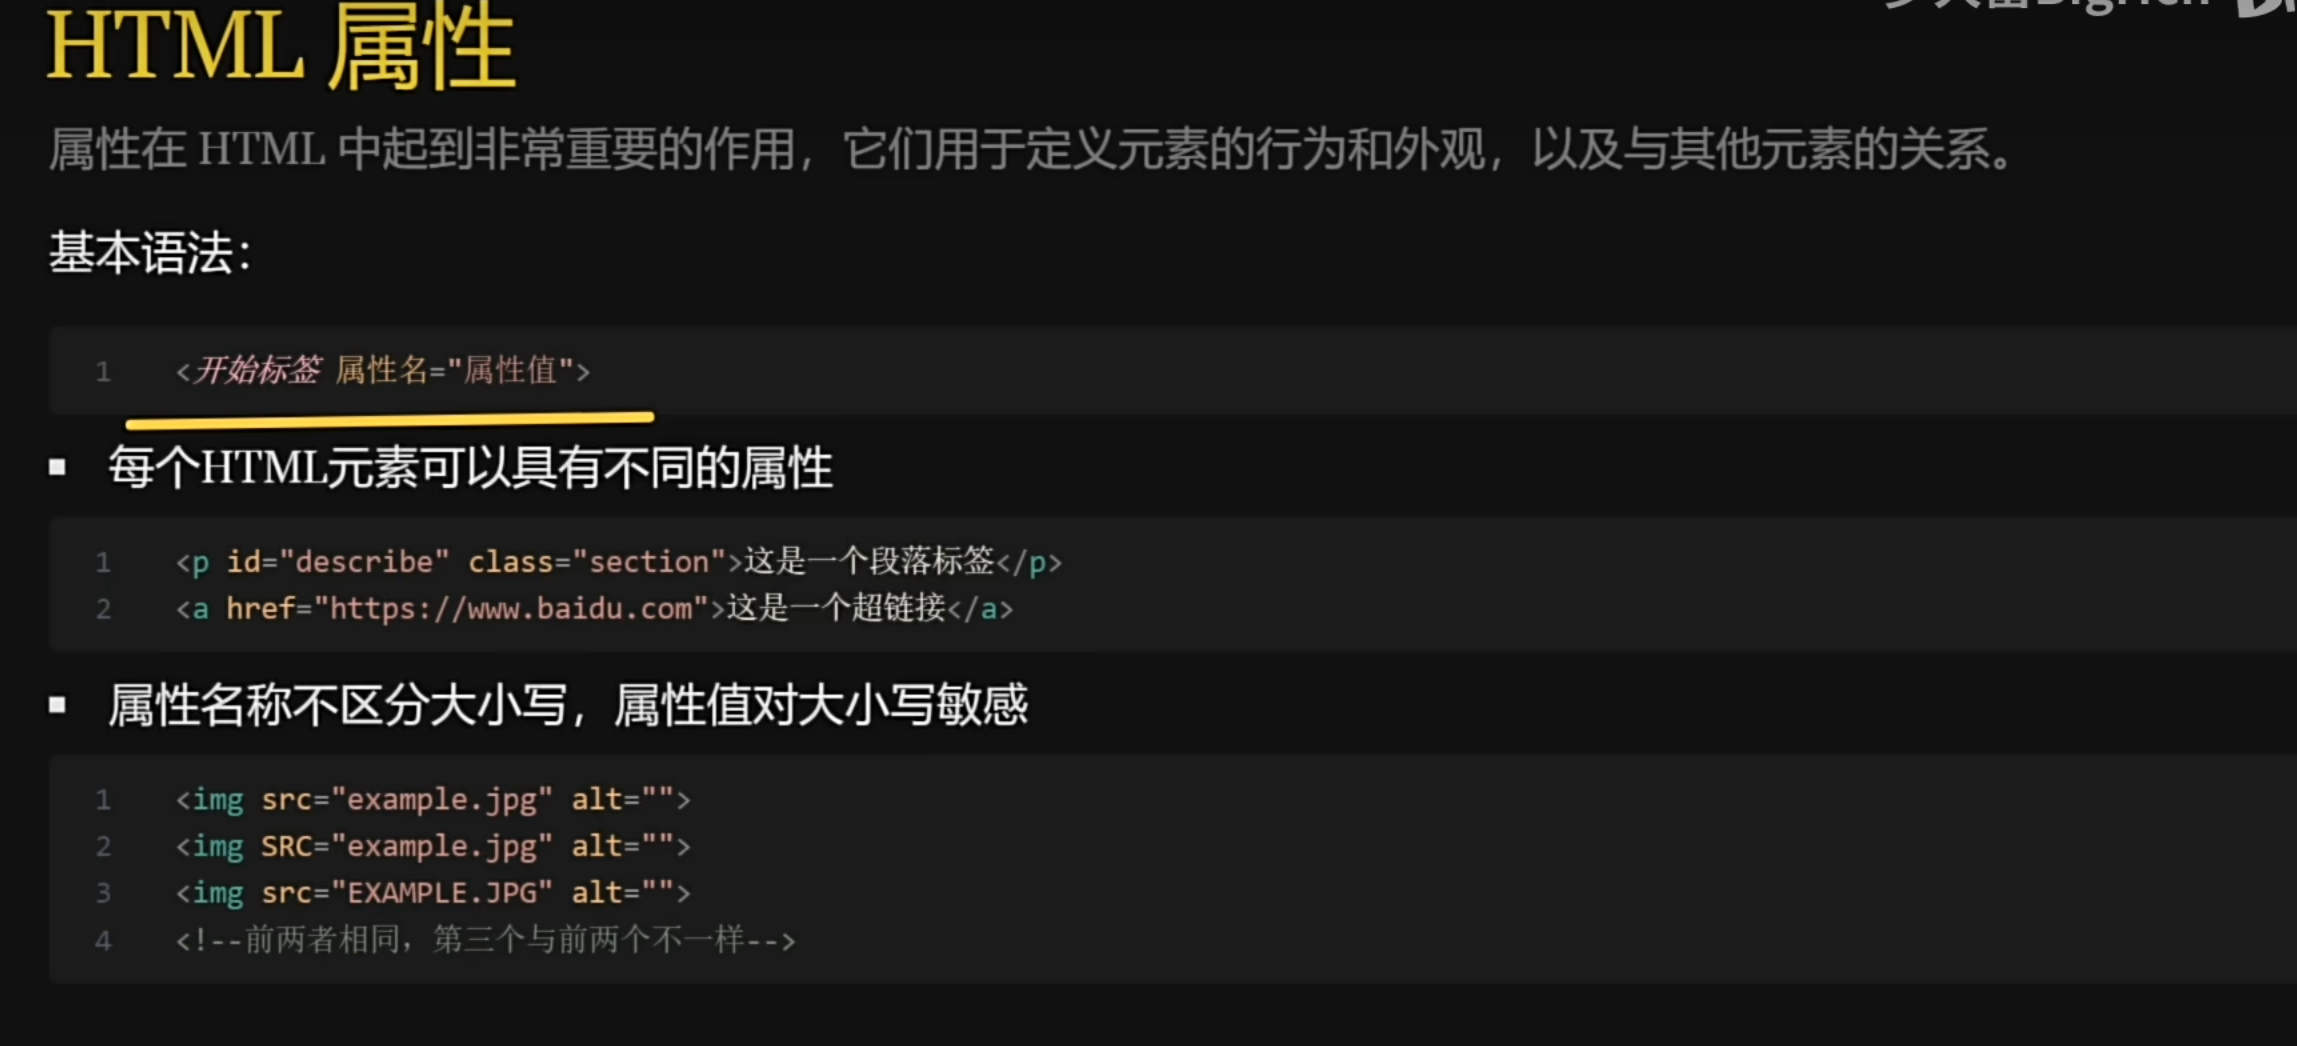 HTML 属性
属性在 HTML 中起到非常重要的作用，它们用于定义元素的行为和外观，以及与其他元素的关系。
基本语法：
1 <开始标签 属性名="属性值">
▪ 每个HTML元素可以具有不同的属性
1 <p id="describe" class="section">这是一个段落标签</p>
2 <a href="https://www.baidu.com">这是一个超链接</a>
▪ 属性名称不区分大小写，属性值对大小写敏感
1 <img src="example.jpg" alt="">
2 <img SRC="example.jpg" alt="">
3 <img src="EXAMPLE.JPG" alt="">
4 <!--前两者相同，第三个与前两个不一样-->